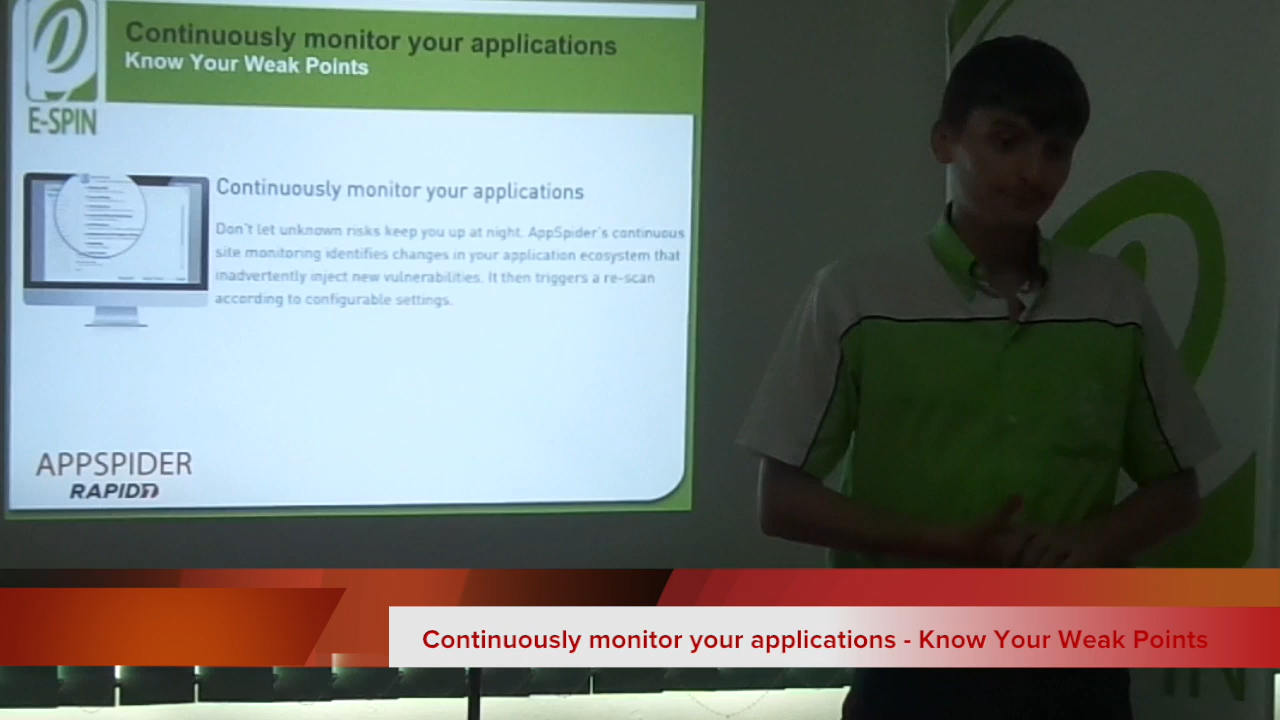 Continuously monitor your applications
Know Your Weak Points
E-SPIN
Continuously monitor your applications
Don't let unknown risks keep you up at night. AppSpider's continuous
site monitoring identifies changes in your application ecosystem that
inadvertently inject new vulnerabilities. It then triggers a re-scan
according to configurable settings.
APPSPIDER
RAPID7
Continuously monitor your applications - Know Your Weak Points
IN